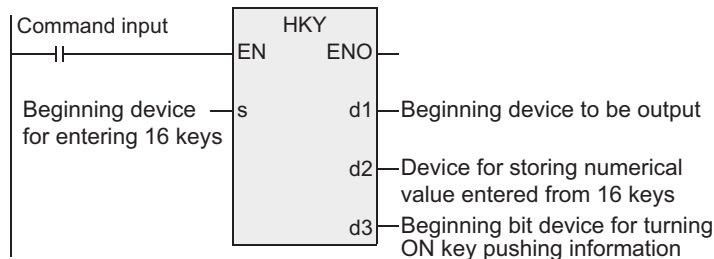 Command input
HKY
EN ENO
Beginning device
for entering 16 keys
s d1
Beginning device to be output
d2
Device for storing numerical
value entered from 16 keys
d3
Beginning bit device for turning
ON key pushing information